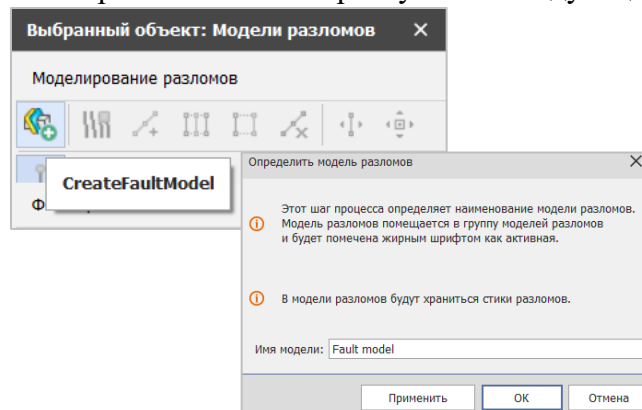 Выбранный объект: Модели разломов
Моделирование разломов
CreateFaultModel
Определить модель разломов
Этот шаг процесса определяет наименование модели разломов.
Модель разломов помещается в группу моделей разломов
и будет помечена жирным шрифтом как активная.
В модели разломов будут храниться стики разломов.
Имя модели: Fault model
Применить ОК Отмена